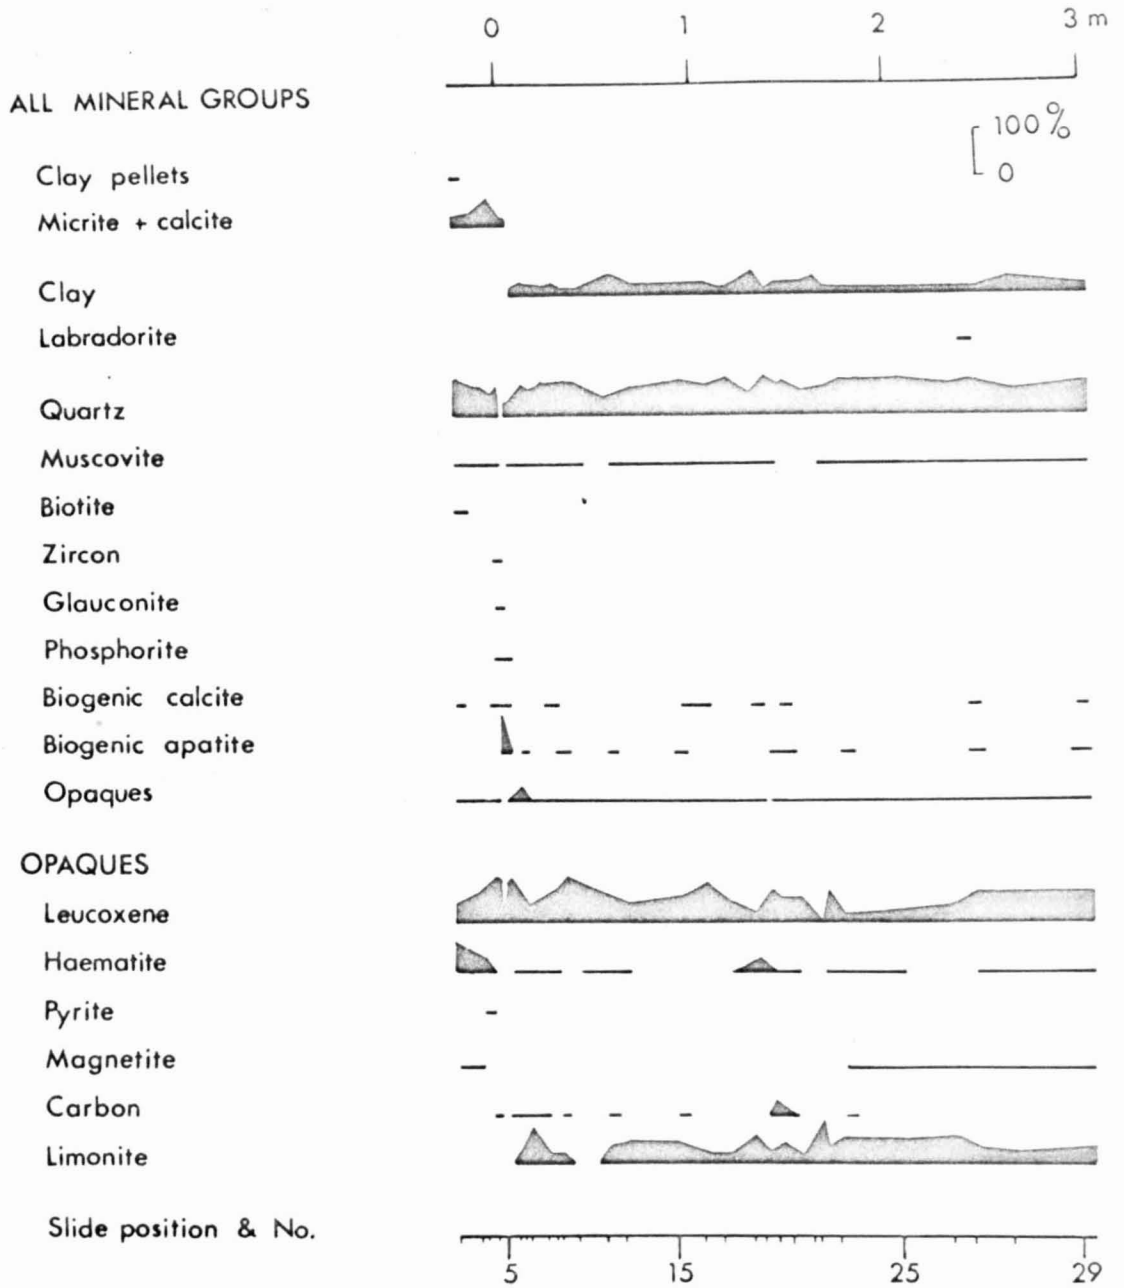 0 1 2 3 m
ALL MINERAL GROUPS
100%
0
Clay pellets
Micrite + calcite
Clay
Labradorite
Quartz
Muscovite
Biotite
Zircon
Glauconite
Phosphorite
Biogenic calcite
Biogenic apatite
Opaques
OPAQUES
Leucoxene
Haematite
Pyrite
Magnetite
Carbon
Limonite
Slide position & No.
5 15 25 29